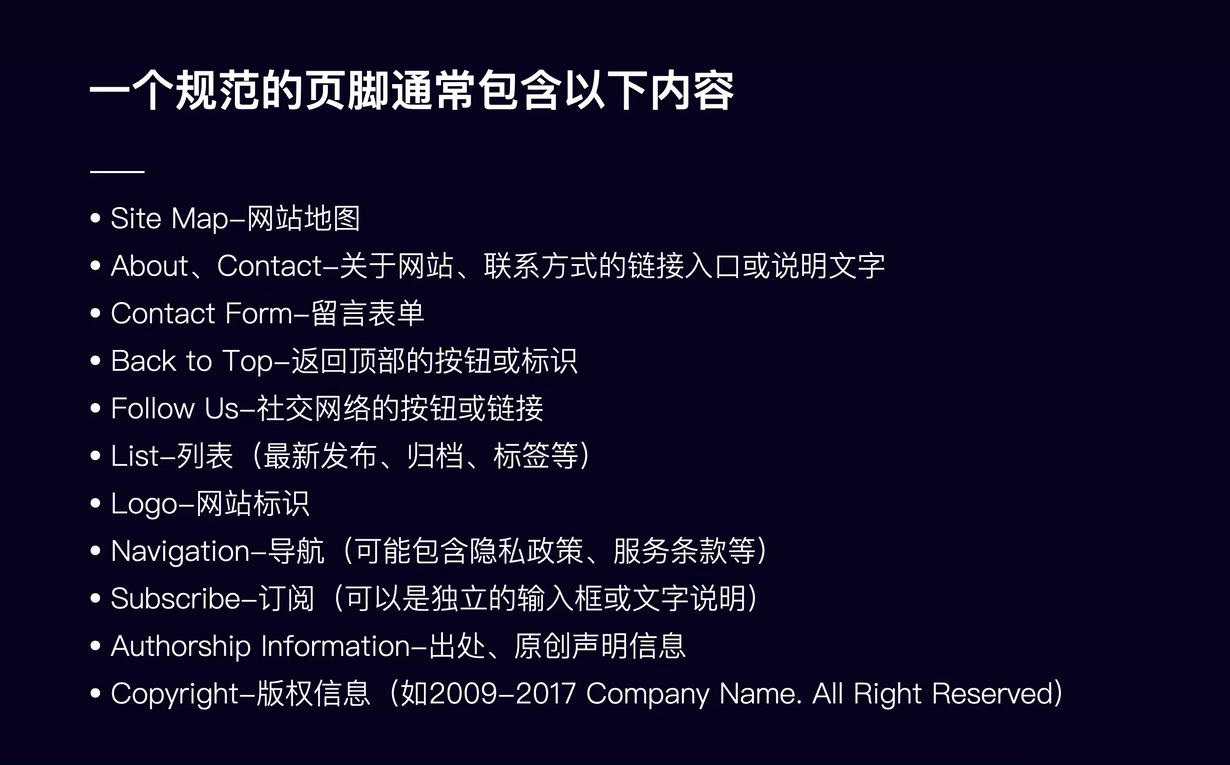 一个规范的页脚通常包含以下内容
• Site Map–网站地图
• About、Contact–关于网站、联系方式的链接入口或说明文字
• Contact Form–留言表单
• Back to Top–返回顶部的按钮或标识
• Follow Us–社交网络的按钮或链接
• List–列表（最新发布、归档、标签等）
• Logo–网站标识
• Navigation–导航（可能包含隐私政策、服务条款等）
• Subscribe–订阅（可以是独立的输入框或文字说明）
• Authorship Information–出处、原创声明信息
• Copyright–版权信息（如2009–2017 Company Name. All Right Reserved）